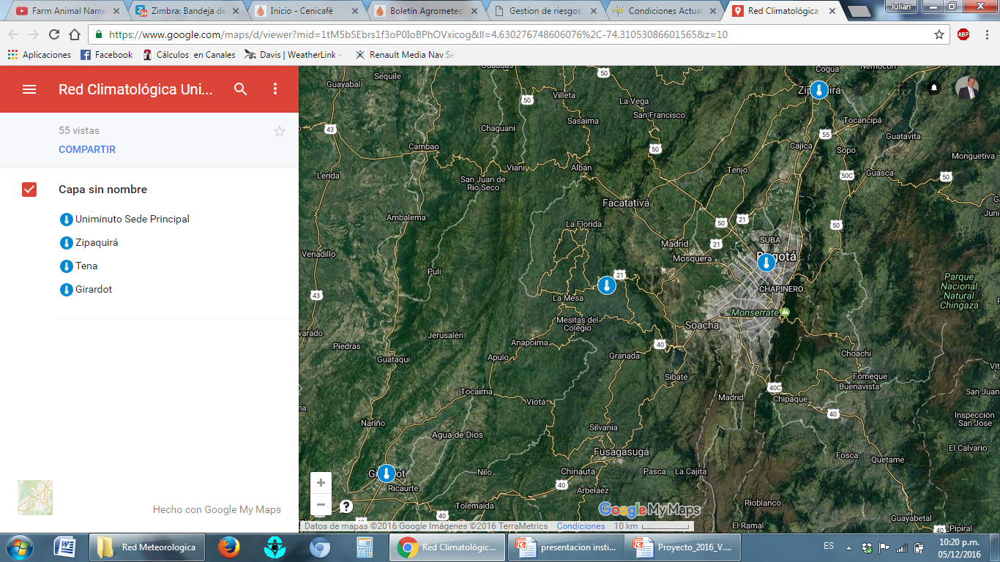 Farm Animal Name
Zimbra: Bandeja de
Inicio - Cenicafé
Boletín Agrometeo
Gestion de riesgos
Condiciones Actual
Red Climatológica
Julian
https://www.google.com/maps/d/viewer?mid=1tM5bSEbrs1f3oP0IoBPhOVxicog&ll=4.630276748606076%2C-74.31053086601565&z=10
ABP
Aplicaciones
Facebook
Cálculos en Canales
Davis | WeatherLink -
Renault Media Nav Se
Red Climatológica Uni...
55 vistas
COMPARTIR
Capa sin nombre
Uniminuto Sede Principal
Zipaquirá
Tena
Girardot
Hecho con Google My Maps
Guayabal
Sequile
Villeta
50
Cogua
Nemocón
50
La Vega
San Francisco
Sasaima
Chaguani
43
Cambao
50
Tocancipá
55
Guatavita
Cajicá
Sopo
Monguetiva
Lerida
San Juan de
Rio Seco
Viani
Albán
Tenjo
50C
Guasca
50
Facatativá
Ambalema
La Florida
50
21
50
Venadillo
Madrid
21
SUBA
Mosquera
Bogotá
Pulí
21
43
La Mesa
CHAPINERO
Parque
Nacional
Natural
Chingaza
Monserrate
Mesitas del
Colegio
Soacha
Jerusalén
Piedras
Anapoima
40
Guataquí
Apulo
Granada
Choachí
Sibaté
Fómeque
Buenavista
40C
Tocaima
Viotá
Madrid
Chipaque
San Juan
40
Nariño
Inspección
San Jose
Agua de Dios
Silvania
Fusagasugá
El Calvario
Fosca
Quetame
Nilo
Chinauta
Pasca
La Cajita
Ricaurte
40
Arbeláez
Tolemaida
Rioblanco
40
El Ramal
Guayabetal
40
Pipiral
Google My Maps
Datos de mapas ©2016 Google Imágenes ©2016 TerraMetrics
Condiciones
10 km
Red Meteorologica
Red Climatológic...
presentacion insti...
Proyecto_2016_V....
ES
10:20 p.m.
05/12/2016